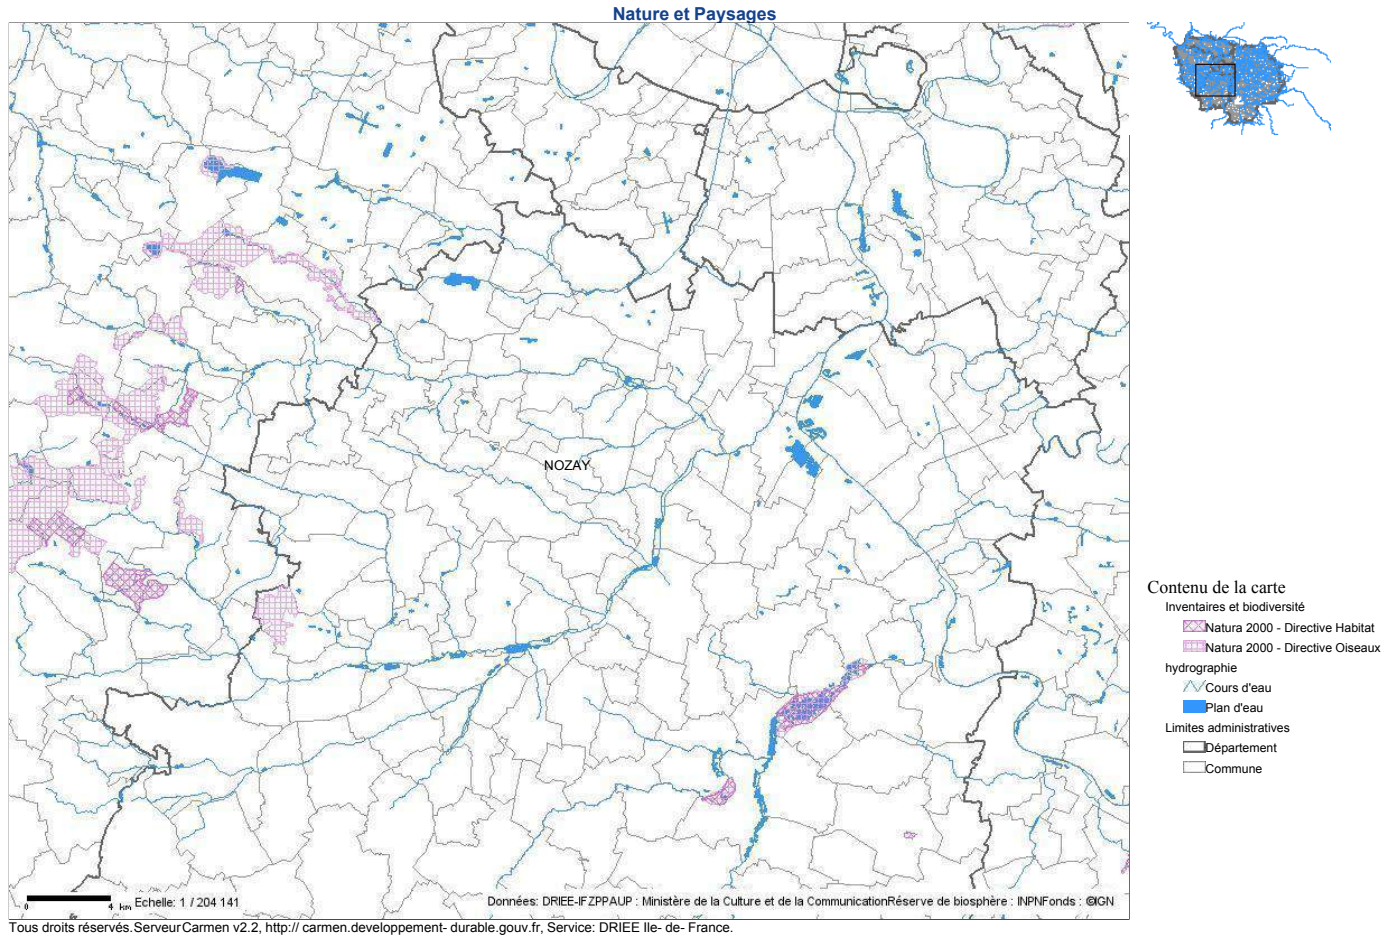 Nature et Paysages
NOZAY
Contenu de la carte
Inventaires et biodiversité
Natura 2000 - Directive Habitat
Natura 2000 - Directive Oiseaux
hydrographie
Cours d'eau
Plan d'eau
Limites administratives
Département
Commune
0 4 km Echelle: 1 / 204 141
Données: DRIEE-IFZPPAUP : Ministère de la Culture et de la CommunicationRéserve de biosphère : INPNFonds : ©IGN
Tous droits réservés.ServeurCarmen v2.2, http:// carmen.developpement- durable.gouv.fr, Service: DRIEE Ile- de- France.